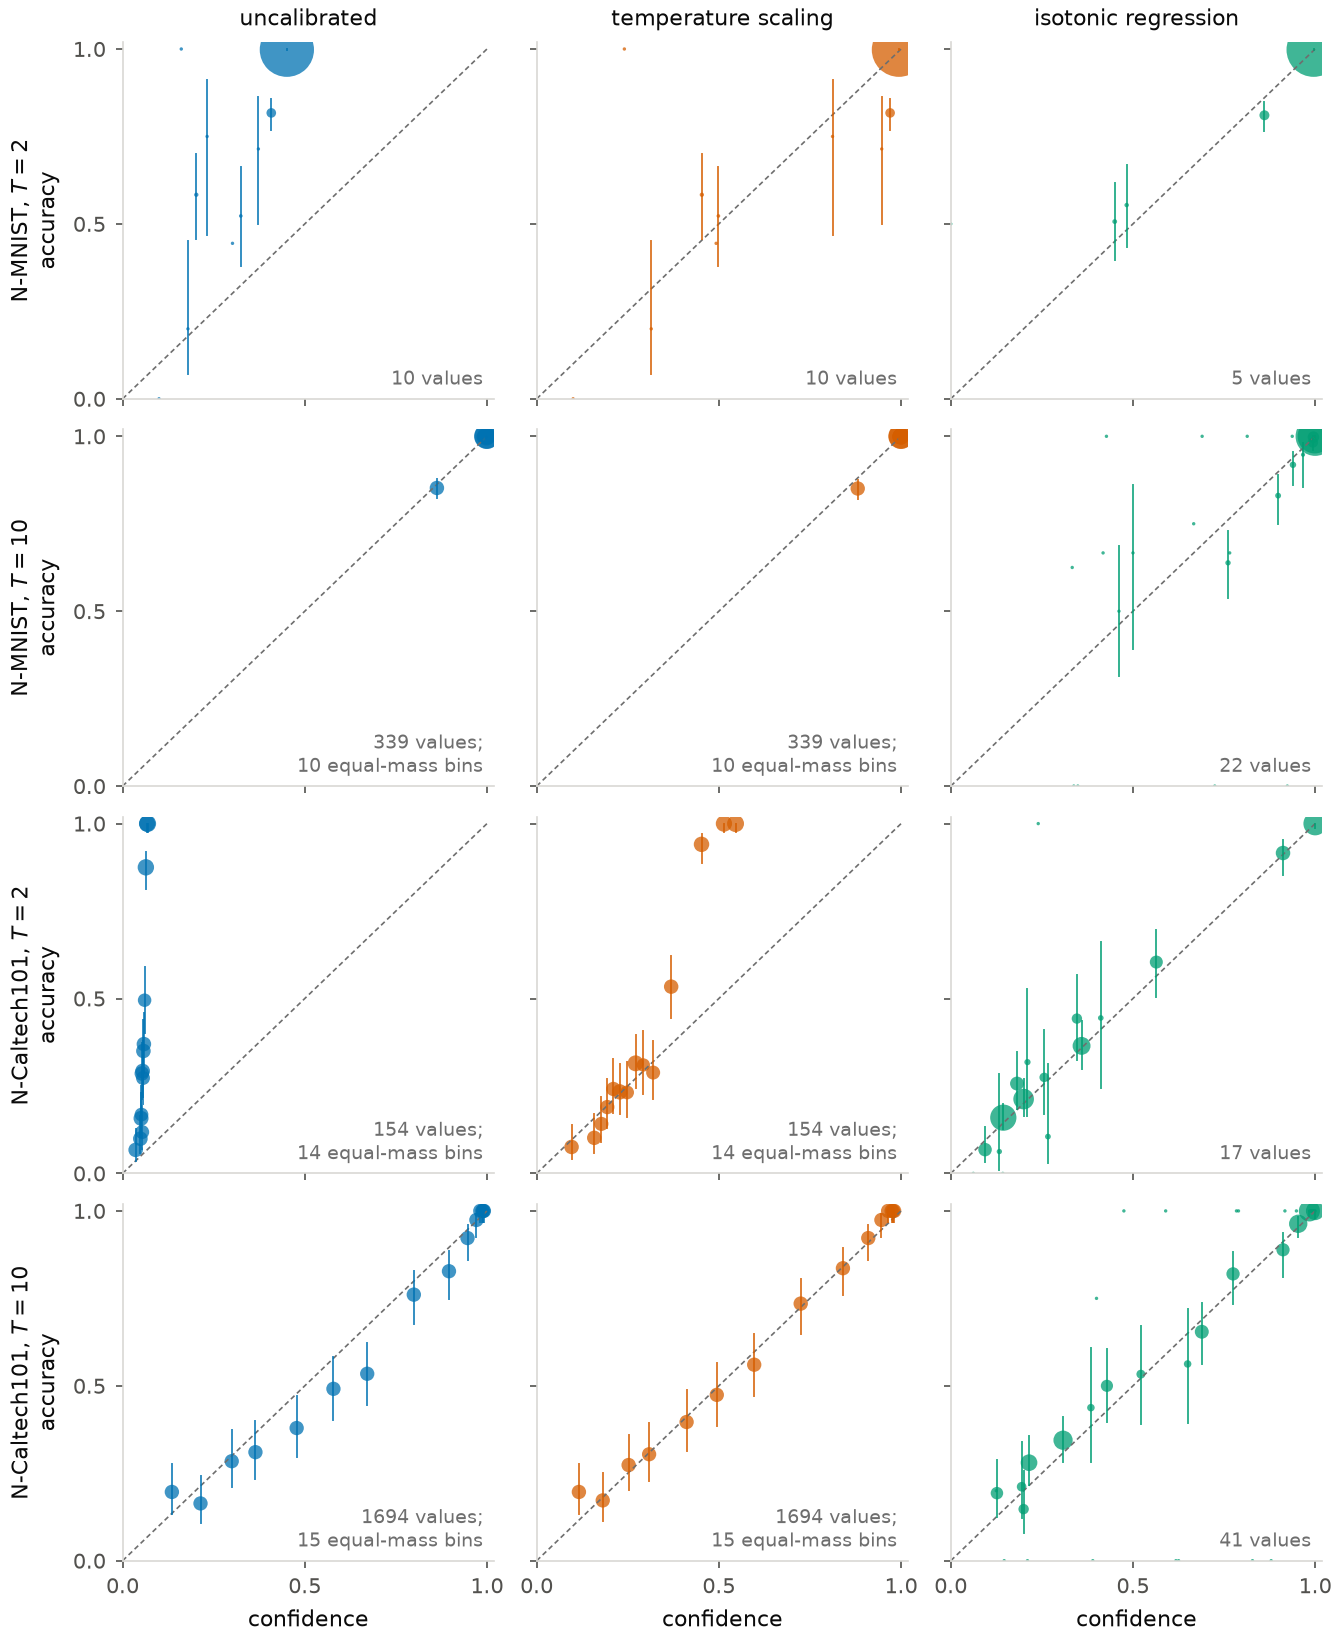 uncalibrated
temperature scaling
isotonic regression
N-MNIST, T = 2
accuracy
1.0
0.5
0.0
10 values
10 values
5 values
N-MNIST, T = 10
accuracy
1.0
0.5
0.0
339 values;
10 equal-mass bins
339 values;
10 equal-mass bins
22 values
N-Caltech101, T = 2
accuracy
1.0
0.5
0.0
154 values;
14 equal-mass bins
154 values;
14 equal-mass bins
17 values
N-Caltech101, T = 10
accuracy
1.0
0.5
0.0
1694 values;
15 equal-mass bins
1694 values;
15 equal-mass bins
41 values
0.0 0.5 1.0
0.0 0.5 1.0
0.0 0.5 1.0
confidence
confidence
confidence